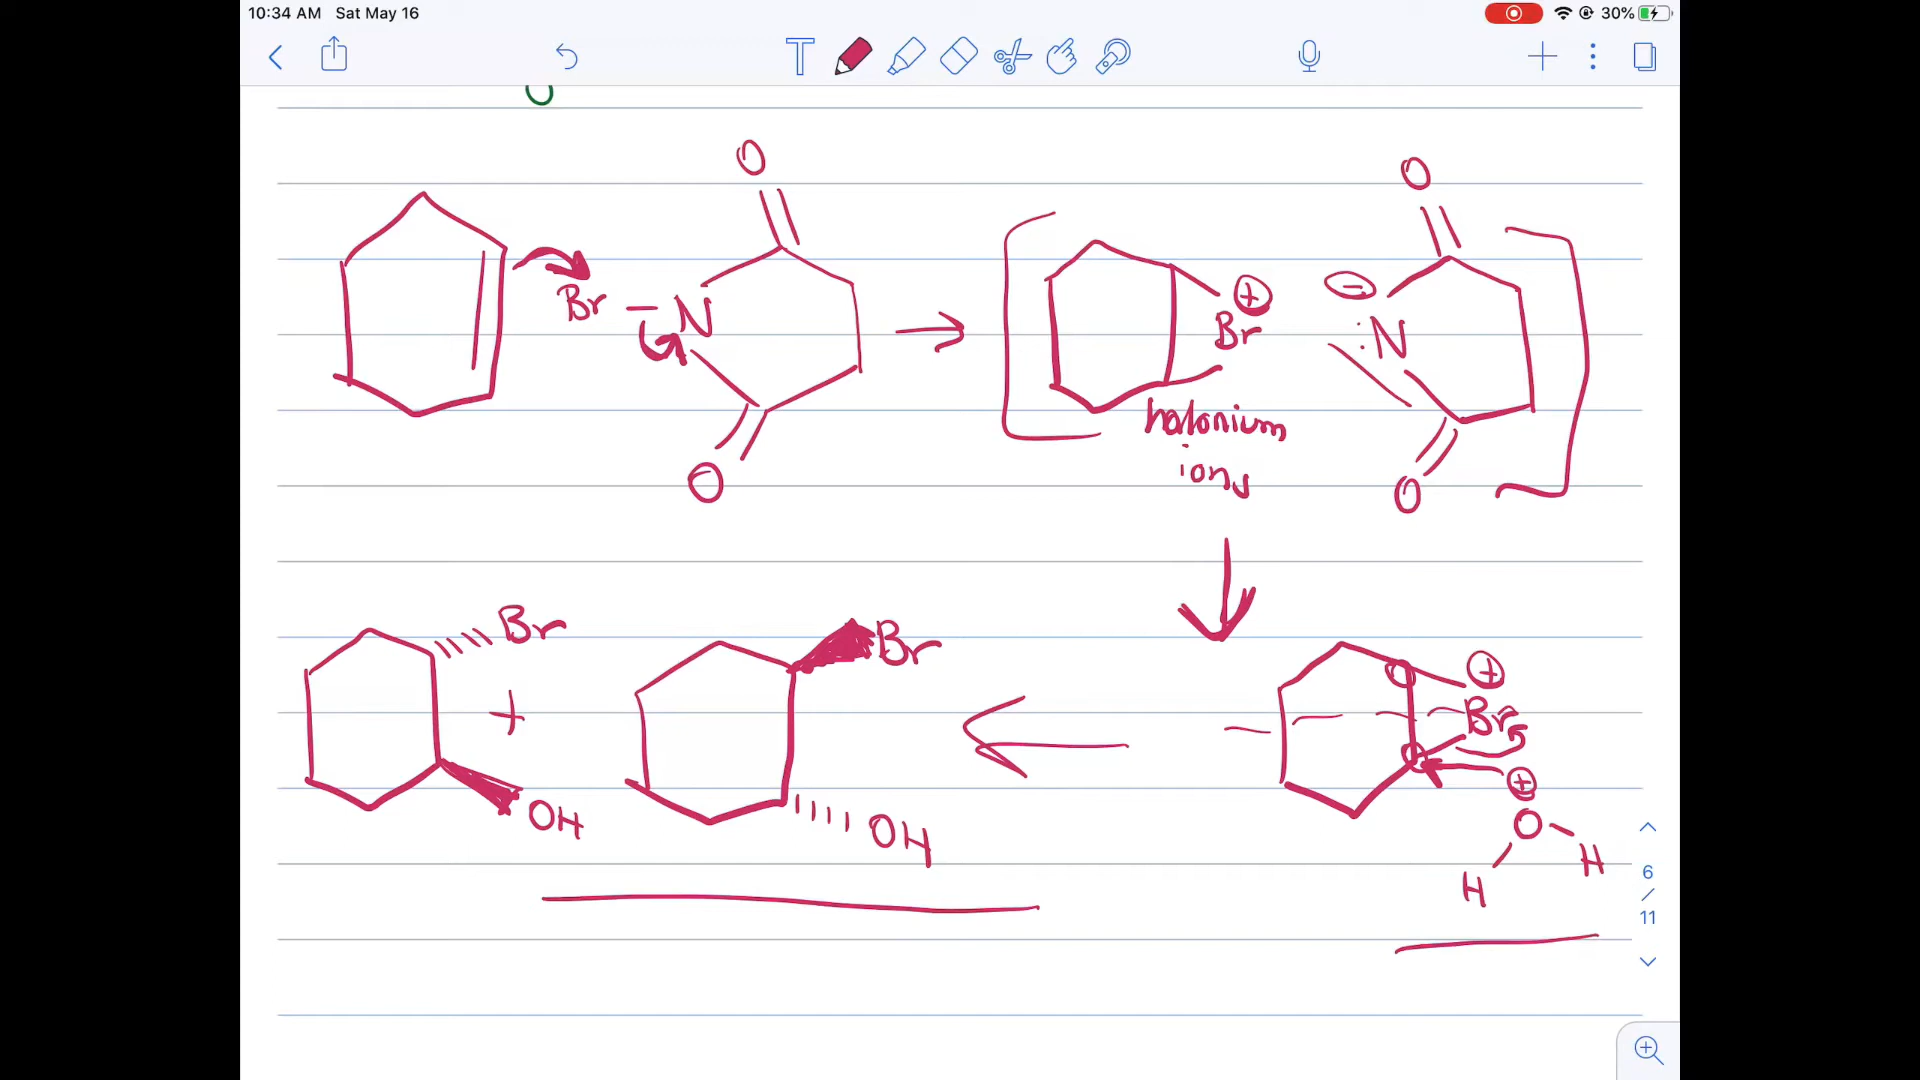 10:34 AM Sat May 16
30%
T
O
O
Br – N
O
⊕
Br
halonium
ions
O
⊖
:N
O
Br
OH
+
Br
OH
⊕
Br
⊕
O
H
H
6
/
11